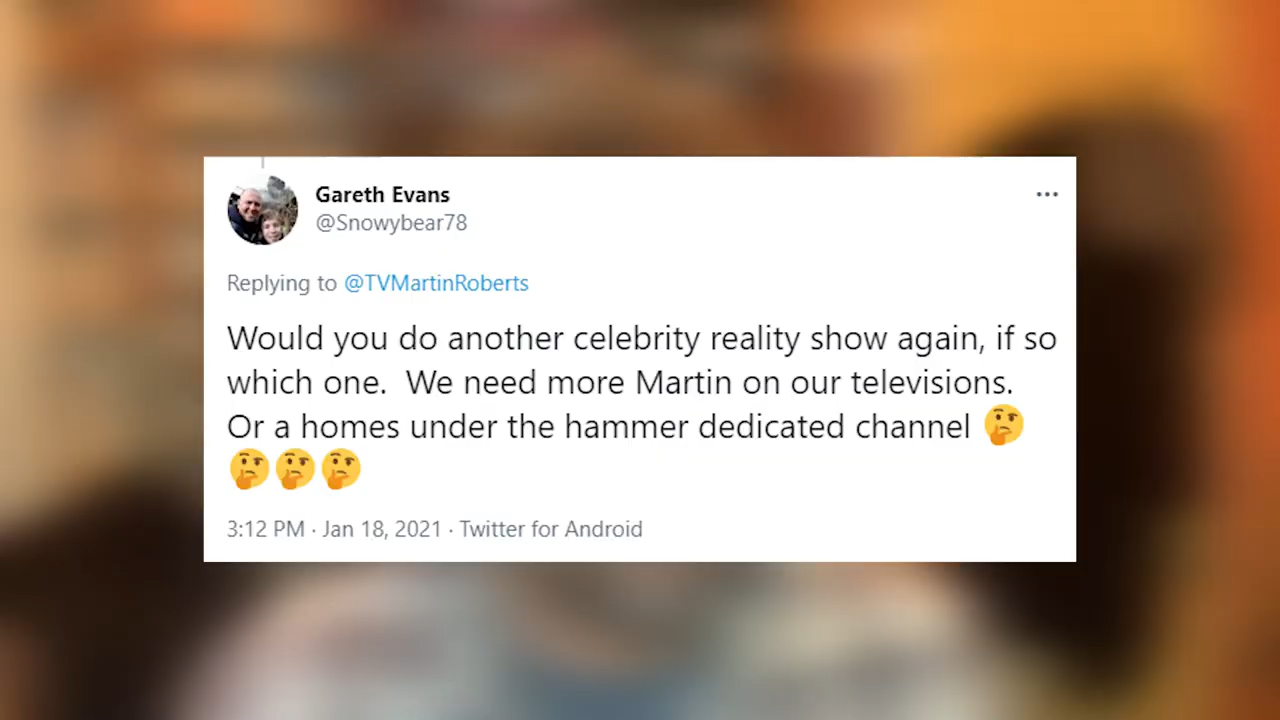 Gareth Evans
@Snowybear78
Replying to @TVMartinRoberts
Would you do another celebrity reality show again, if so
which one.  We need more Martin on our televisions.
Or a homes under the hammer dedicated channel 🤔
🤔🤔🤔
3:12 PM · Jan 18, 2021 · Twitter for Android